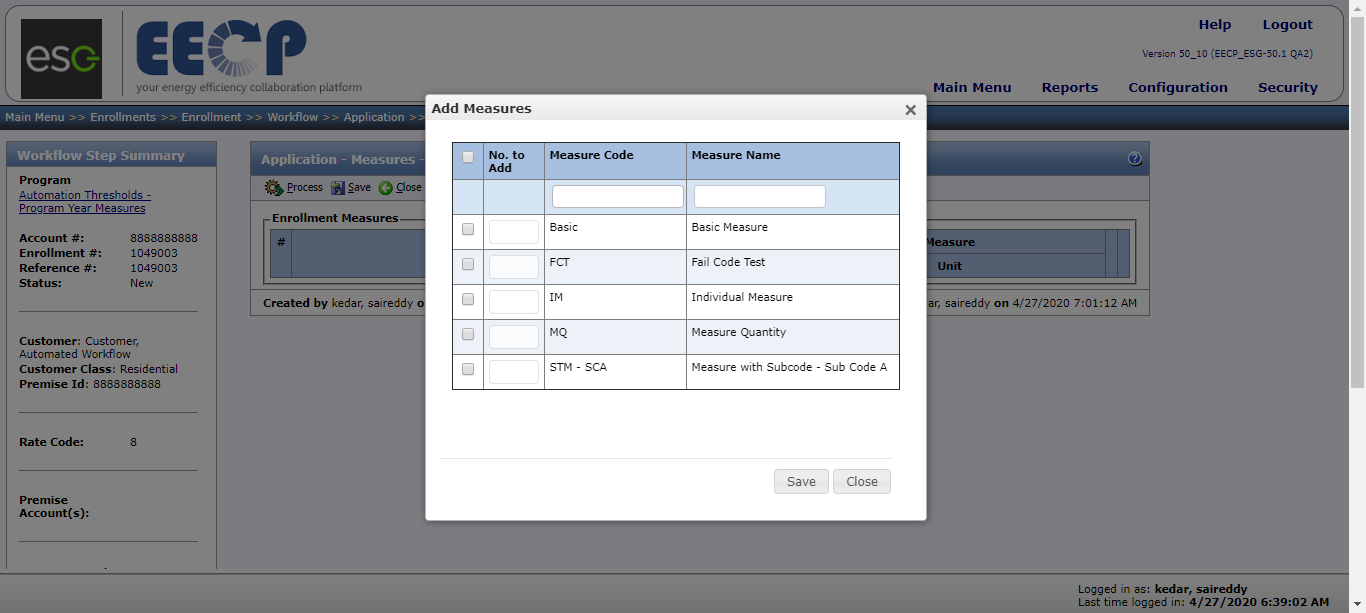 esc
EECP
your energy efficiency collaboration platform
Help Logout
Version 50_10 (EECP_ESG-50.1 QA2)
Main Menu Reports Configuration Security
Main Menu >> Enrollments >> Enrollment >> Workflow >> Application >>
Workflow Step Summary
Program
Automation Thresholds -
Program Year Measures
Account #: 8888888888
Enrollment #: 1049003
Reference #: 1049003
Status: New
Customer: Customer,
Automated Workflow
Customer Class: Residential
Premise Id: 8888888888
Rate Code: 8
Premise
Account(s):
Application - Measures -
Process Save Close
Enrollment Measures
#
Measure
Unit
Created by kedar, saireddy
saireddy on 4/27/2020 7:01:12 AM
Add Measures
No. to
Add
Measure Code Measure Name
Basic Basic Measure
FCT Fail Code Test
IM Individual Measure
MQ Measure Quantity
STM - SCA Measure with Subcode - Sub Code A
Save Close
Logged in as: kedar, saireddy
Last time logged in: 4/27/2020 6:39:02 AM